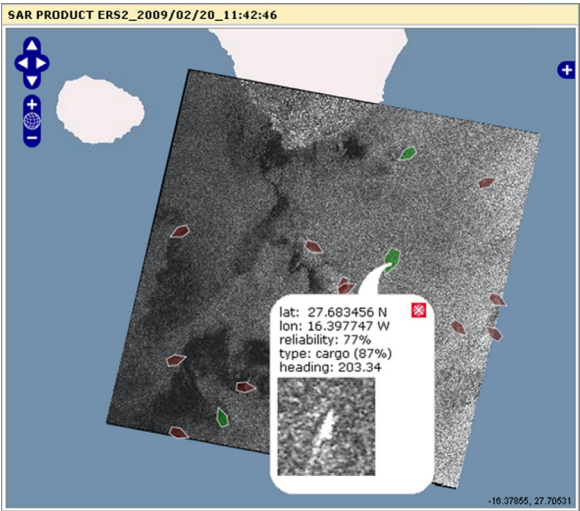 SAR PRODUCT ERS2_2009/02/20_11:42:46
lat: 27.683456 N
lon: 16.397747 W
reliability: 77%
type: cargo (87%)
heading: 203.34
-16.37855, 27.70531